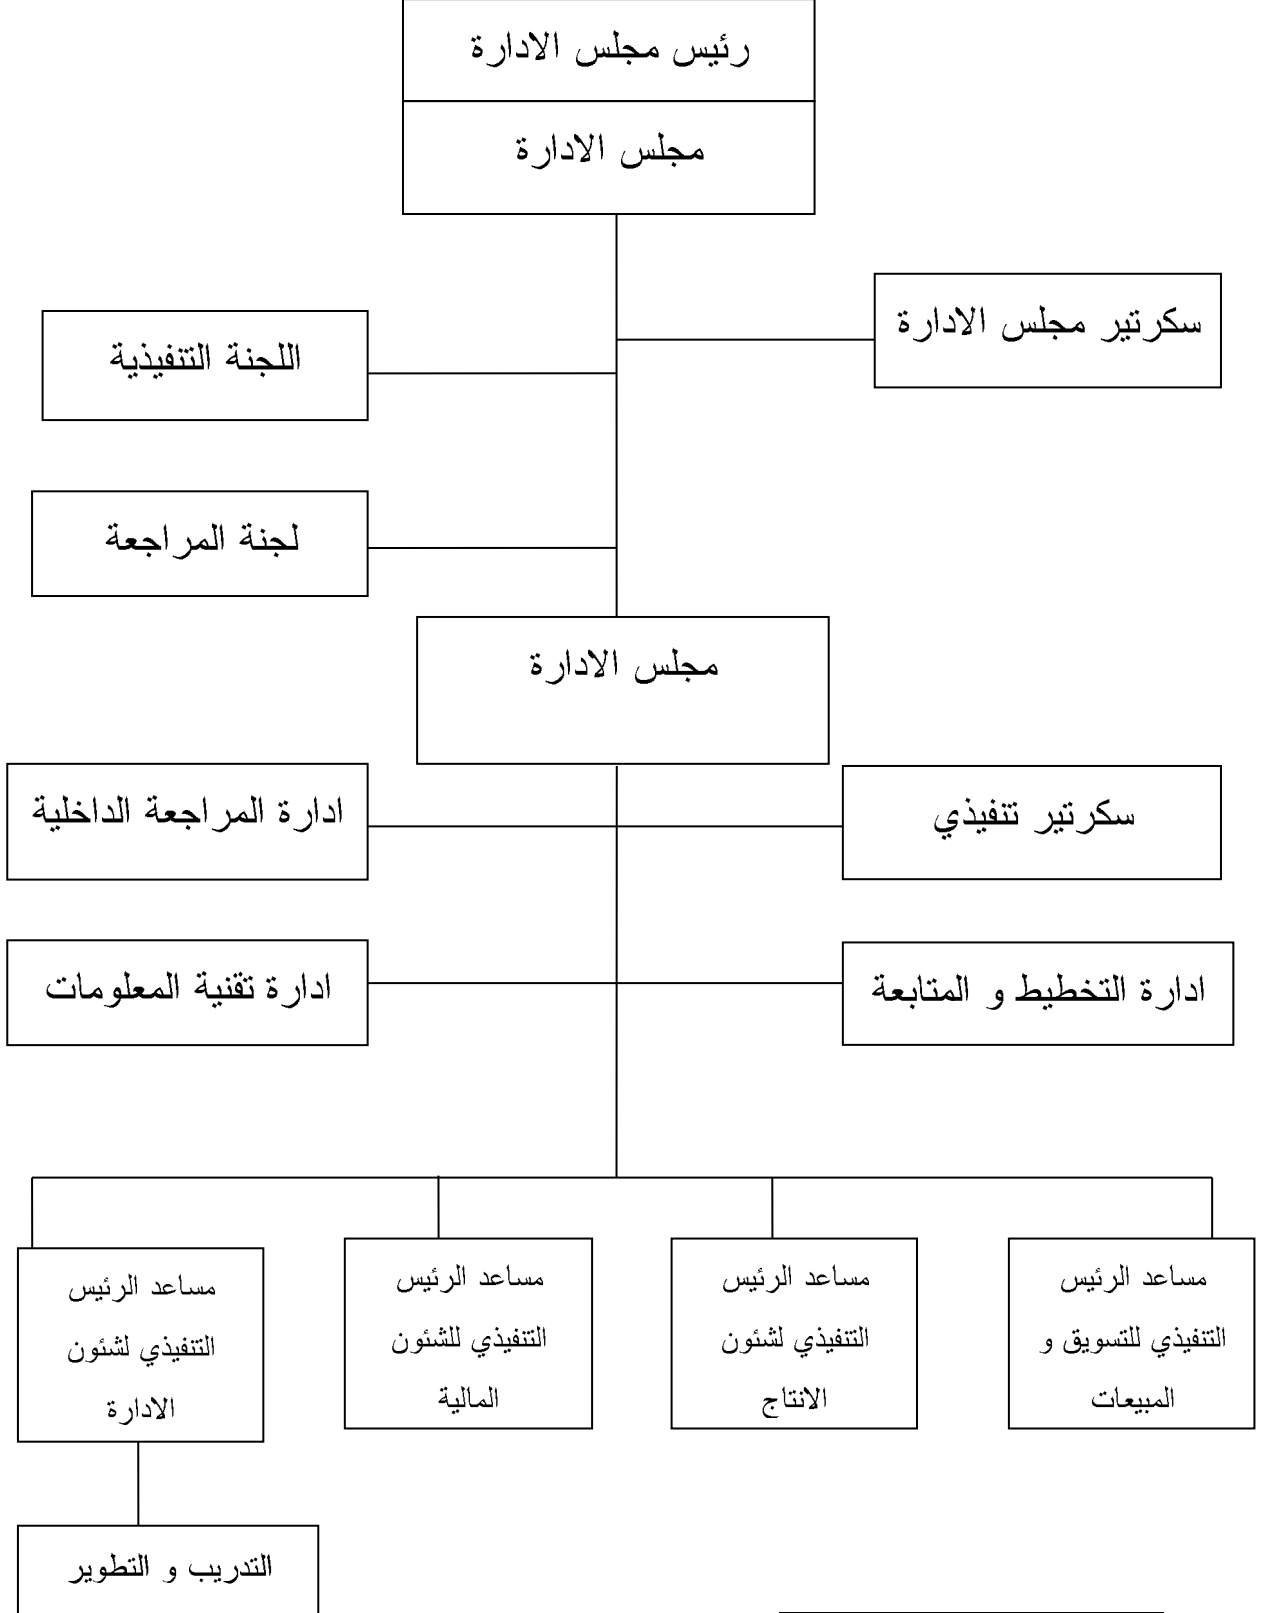 رئيس مجلس الادارة
مجلس الادارة
سكرتير مجلس الادارة
اللجنة التنفيذية
لجنة المراجعة
مجلس الادارة
سكرتير تنفيذي
ادارة المراجعة الداخلية
ادارة التخطيط و المتابعة
ادارة تقنية المعلومات
مساعد الرئيس
التنفيذي للتسويق و
المبيعات
مساعد الرئيس
التنفيذي لشئون
الانتاج
مساعد الرئيس
التنفيذي للشئون
المالية
مساعد الرئيس
التنفيذي لشئون
الادارة
التدريب و التطوير